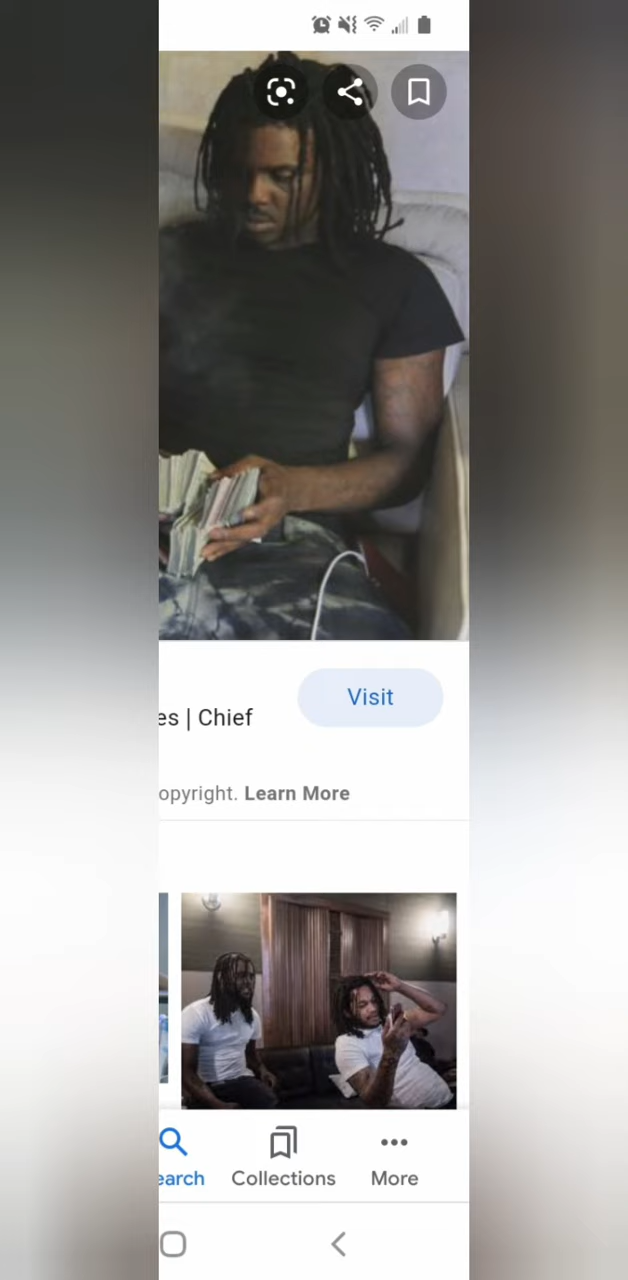 Visit
es | Chief
opyright. Learn More
earch
Collections
More